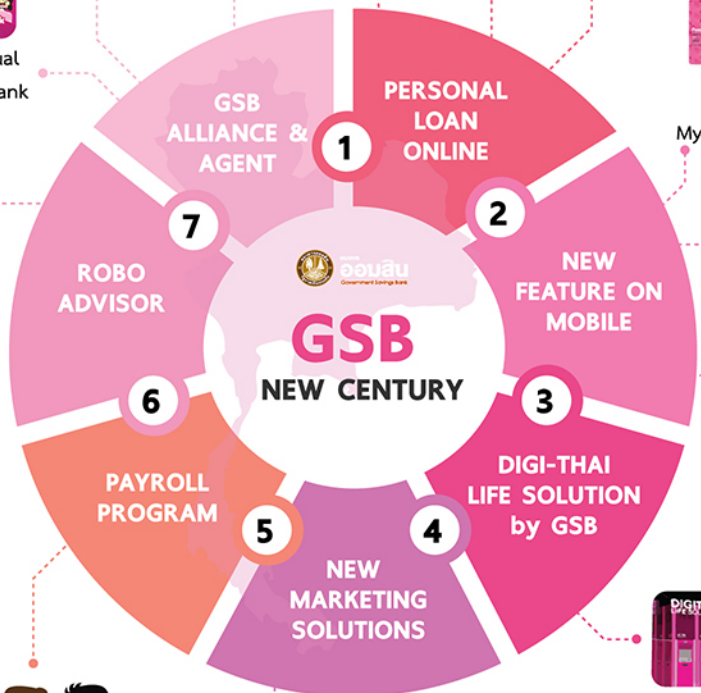 ual
ank
My
1
PERSONAL
LOAN
ONLINE
2
NEW
FEATURE ON
MOBILE
3
DIGI-THAI
LIFE SOLUTION
by GSB
4
NEW
MARKETING
SOLUTIONS
5
PAYROLL
PROGRAM
6
ROBO
ADVISOR
7
GSB
ALLIANCE &
AGENT
ออมสิน
Government Savings Bank
GSB
NEW CENTURY